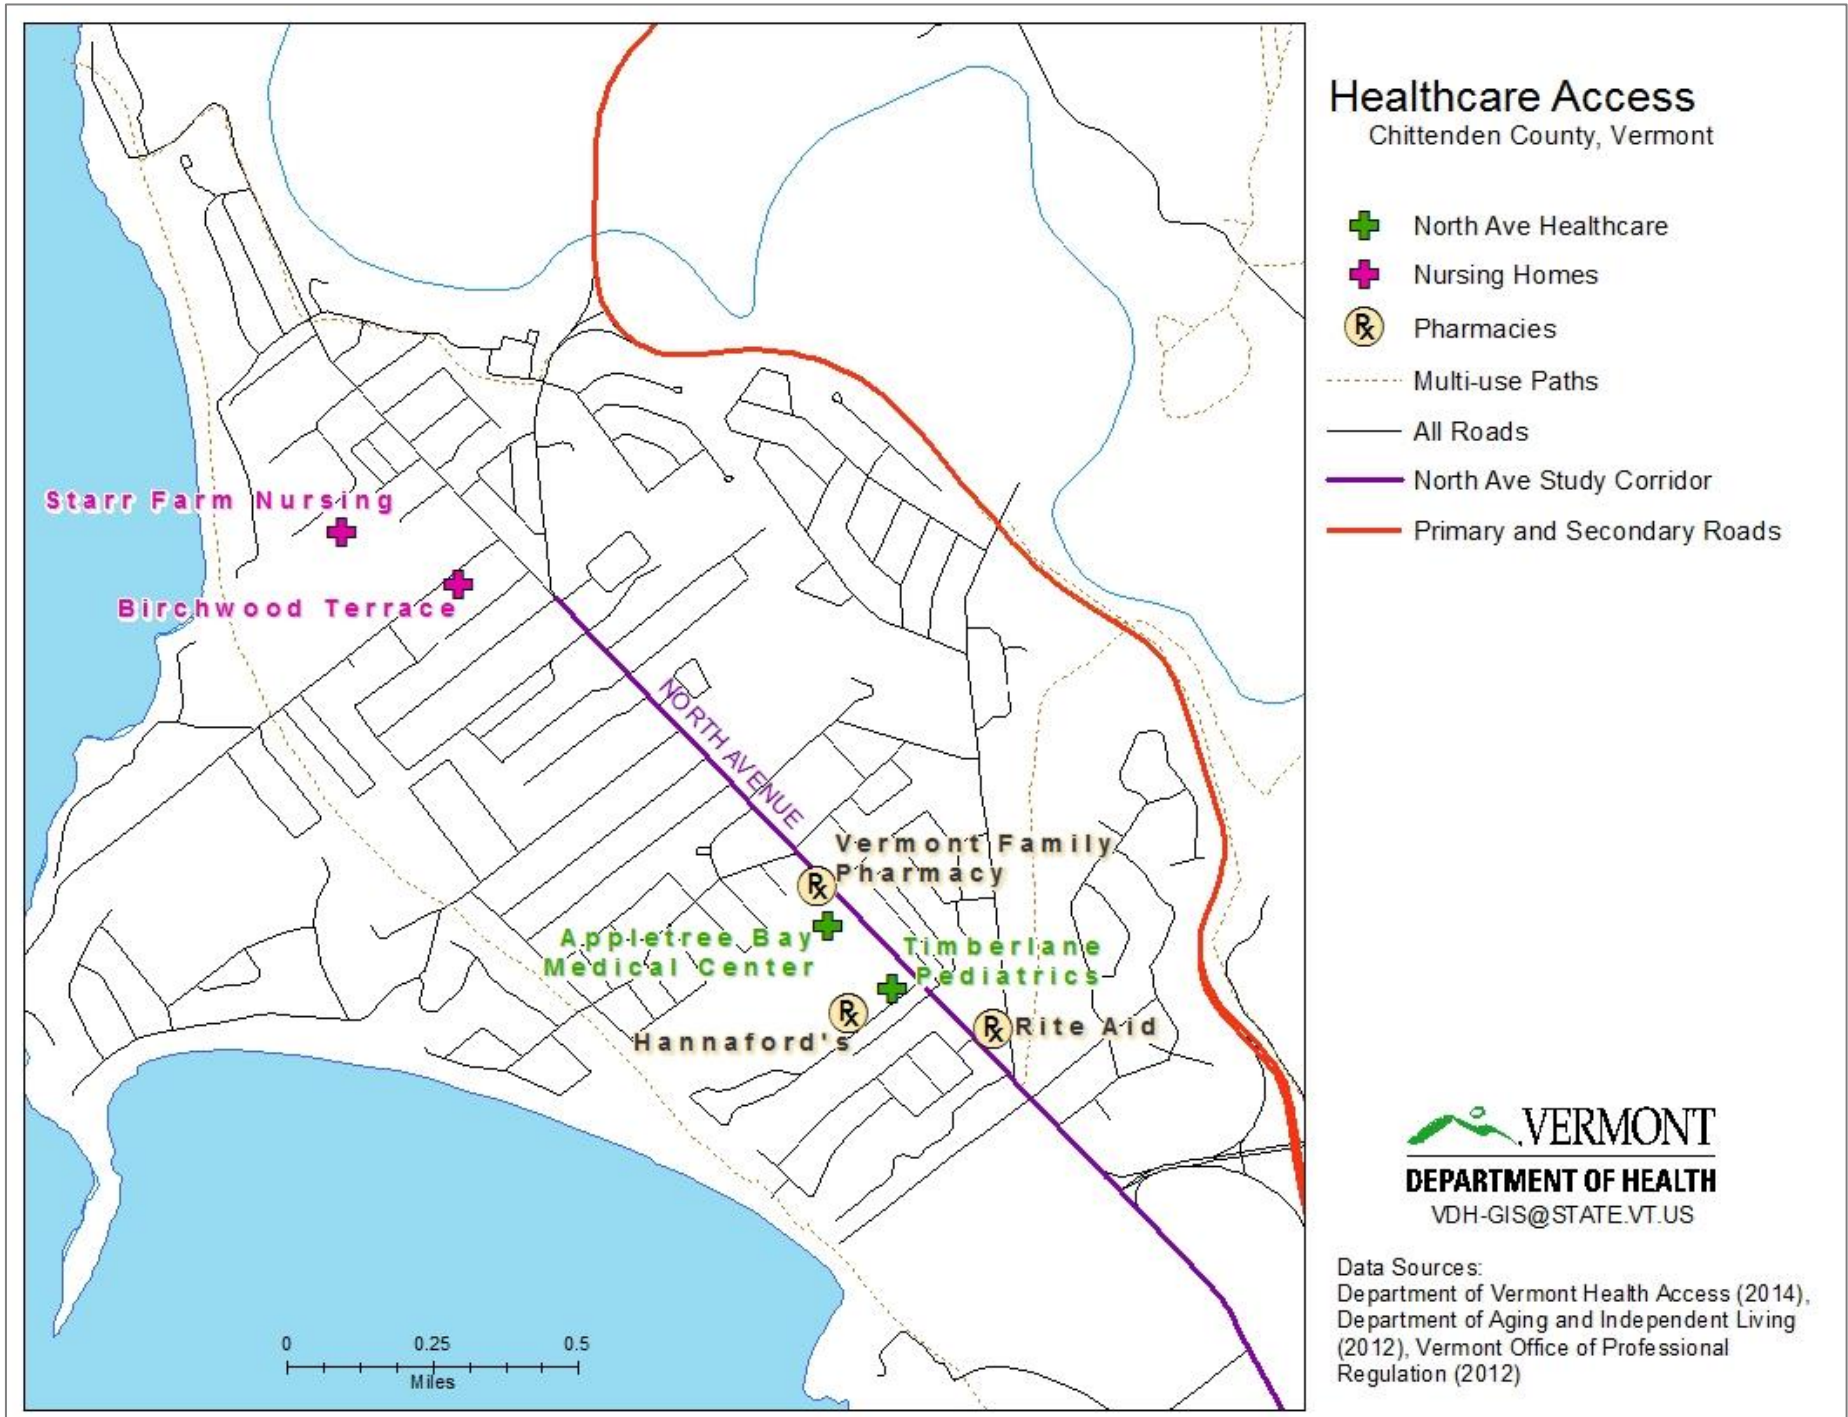 Healthcare Access
Chittenden County, Vermont
North Ave Healthcare
Nursing Homes
Rx
Pharmacies
Multi-use Paths
All Roads
North Ave Study Corridor
Primary and Secondary Roads
Starr Farm Nursing
Birchwood Terrace
NORTH AVENUE
Vermont Family
Pharmacy
Rx
Appletree Bay
Medical Center
Timberlane
Pediatrics
Rx
Hannaford's
Rx
Rite Aid
0 0.25 0.5
Miles
VERMONT
DEPARTMENT OF HEALTH
VDH-GIS@STATE.VT.US
Data Sources:
Department of Vermont Health Access (2014),
Department of Aging and Independent Living
(2012), Vermont Office of Professional
Regulation (2012)